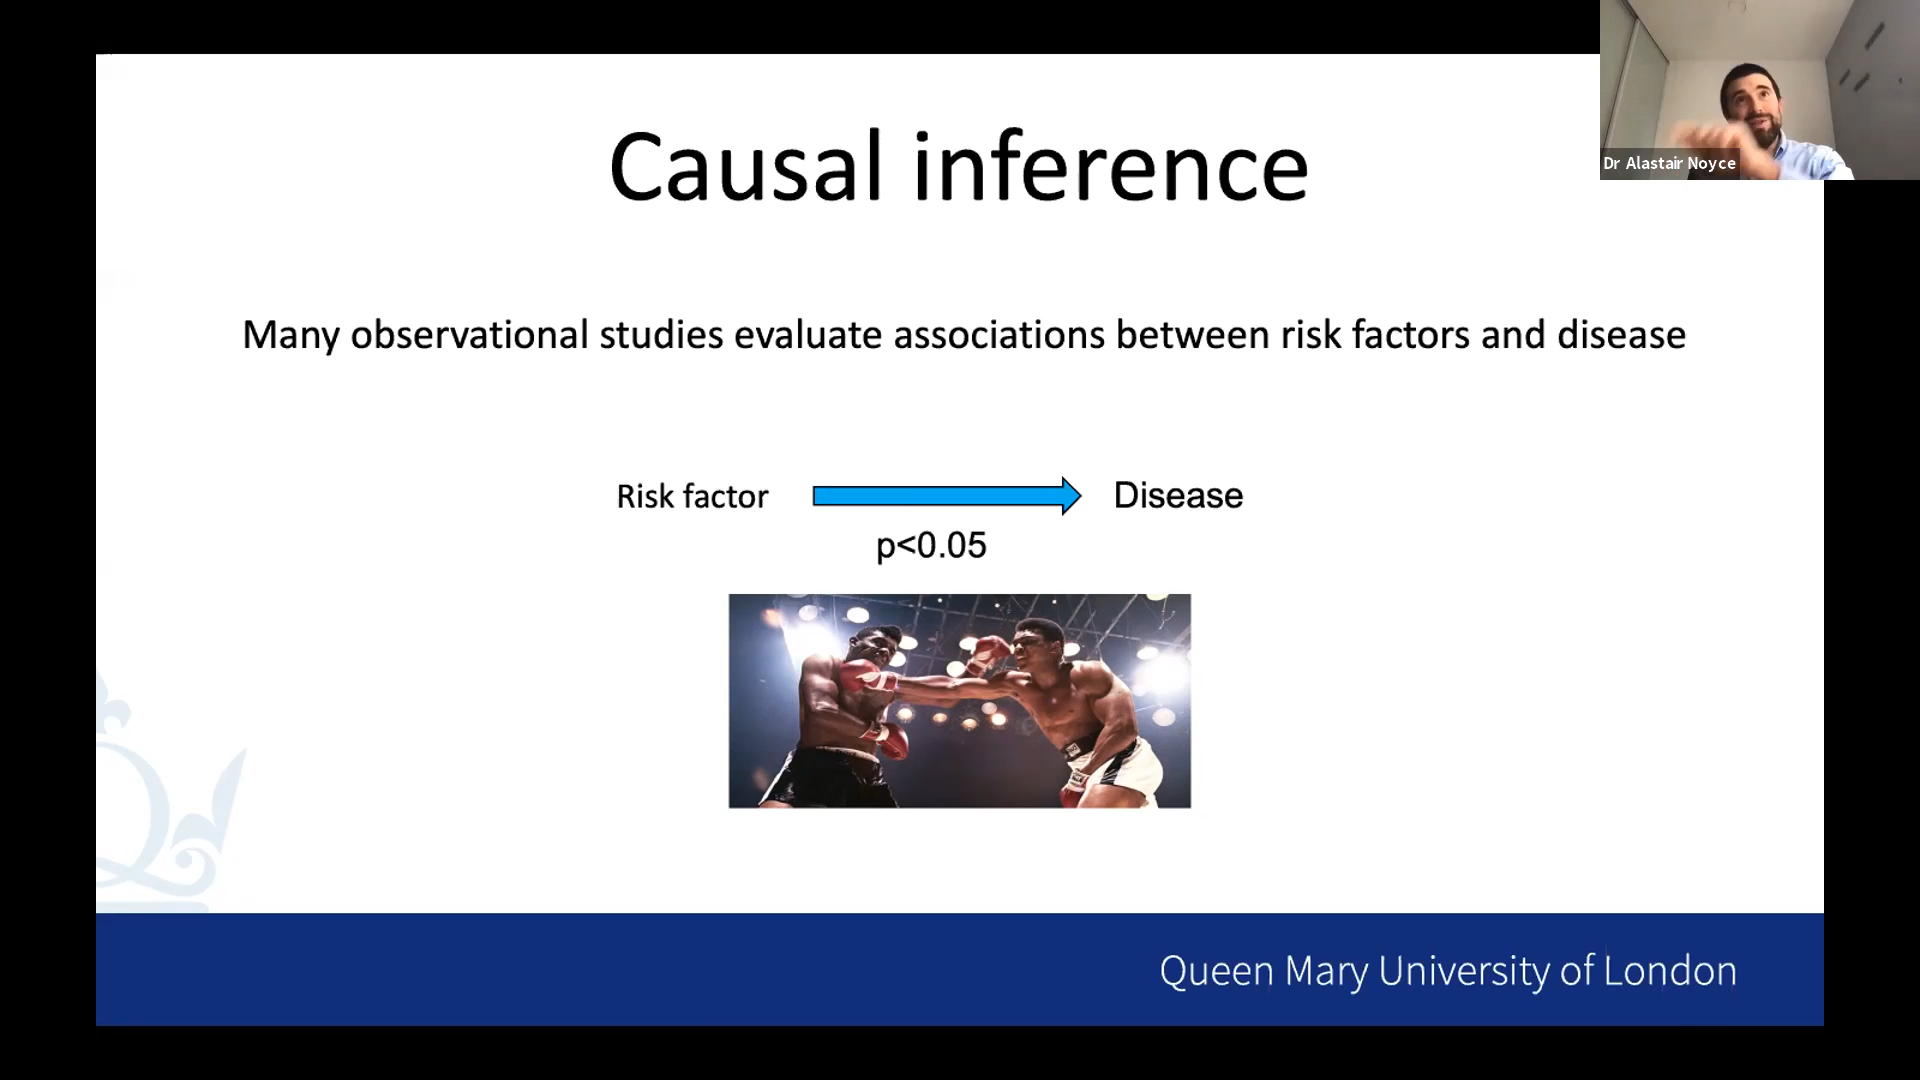 Causal inference
Dr Alastair Noyce
Many observational studies evaluate associations between risk factors and disease
Risk factor
Disease
p<0.05
Queen Mary University of London